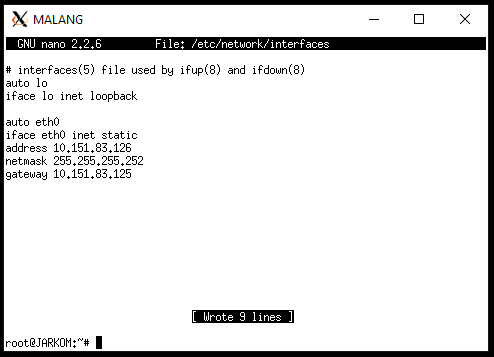 MALANG
GNU nano 2.2.6 File: /etc/network/interfaces
# interfaces(5) file used by ifup(8) and ifdown(8)
auto lo
iface lo inet loopback
auto eth0
iface eth0 inet static
address 10.151.83.126
netmask 255.255.255.252
gateway 10.151.83.125
[ Wrote 9 lines ]
root@JARKOM:~#